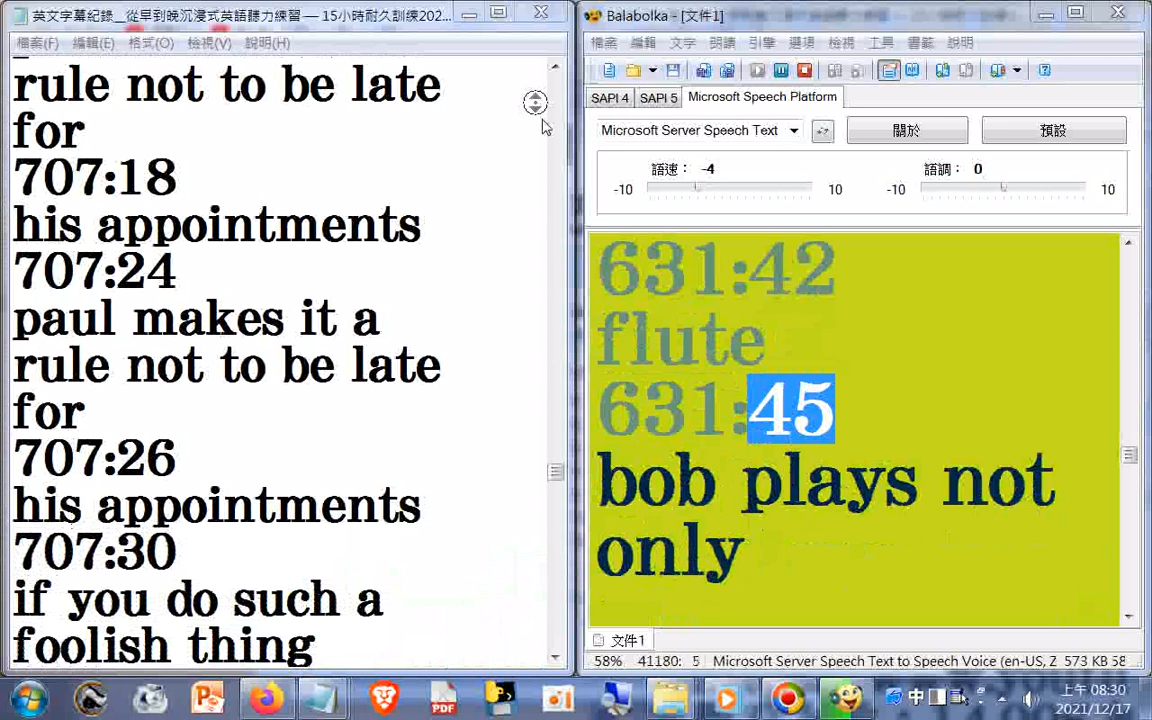 英文字幕紀錄__從早到晚沉浸式英語聽力練習 — 15小時耐久訓練202...
檔案(F) 編輯(E) 格式(O) 檢視(V) 說明(H)
rule not to be late
for
707:18
his appointments
707:24
paul makes it a
rule not to be late
for
707:26
his appointments
707:30
if you do such a
foolish thing
Balabolka - [文件1]
檔案 編輯 文字 朗讀 引擎 選項 檢視 工具 書籤 說明
SAPI 4 SAPI 5 Microsoft Speech Platform
Microsoft Server Speech Text 關於 預設
語速： -4 語調： 0
-10 10 -10 10
631:42
flute
631:45
bob plays not
only
文件1
58% 41180: 5 Microsoft Server Speech Text to Speech Voice (en-US, Z 573 KB 58
PDF
中
上午 08:30
2021/12/17